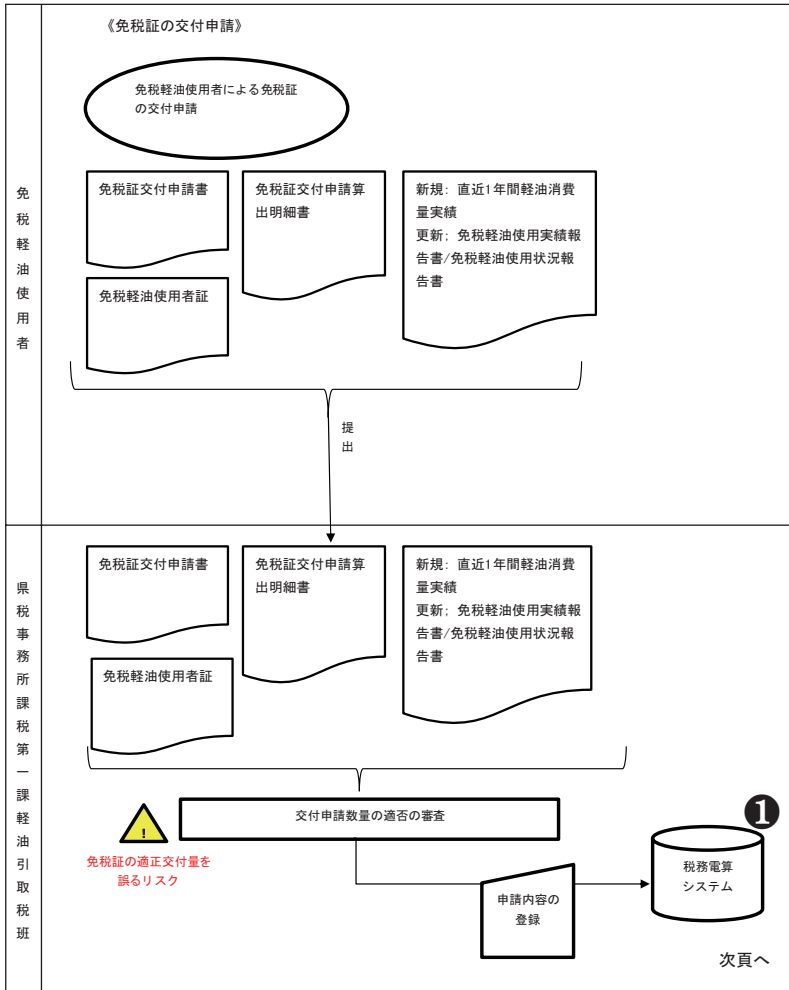 《免税証の交付申請》
免税軽油使用者による免税証
の交付申請
免税軽油使用者
免税証交付申請書
免税証交付申請算
出明細書
新規: 直近1年間軽油消費
量実績
更新; 免税軽油使用実績報
告書/免税軽油使用状況報
告書
免税軽油使用者証
提出
県税事務所課税第一課軽油引取税班
免税証交付申請書
免税証交付申請算
出明細書
新規: 直近1年間軽油消費
量実績
更新; 免税軽油使用実績報
告書/免税軽油使用状況報
告書
免税軽油使用者証
交付申請数量の適否の審査
!
免税証の適正交付量を
誤るリスク
申請内容の
登録
❶
税務電算
システム
次頁へ